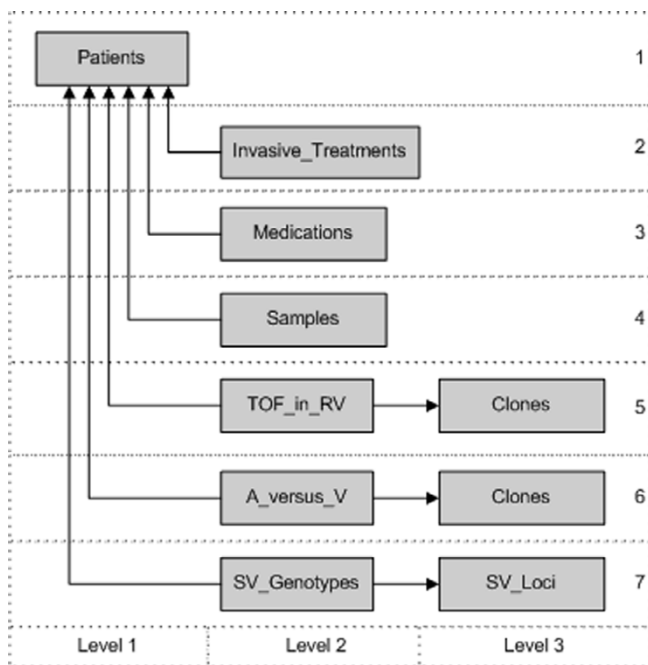 Patients
1
Invasive_Treatments
2
Medications
3
Samples
4
TOF_in_RV
Clones
5
A_versus_V
Clones
6
SV_Genotypes
SV_Loci
7
Level 1
Level 2
Level 3